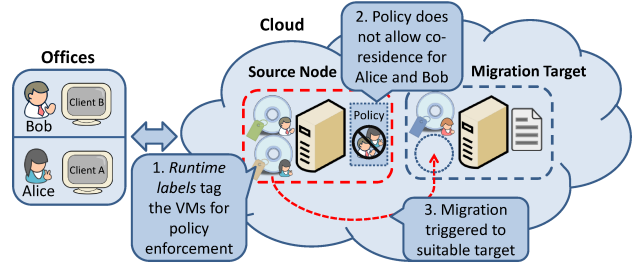 Cloud
Offices
Client B
Bob
Client A
Alice
Source Node
Policy
2. Policy does
not allow co-
residence for
Alice and Bob
Migration Target
1. Runtime
labels tag
the VMs for
policy
enforcement
3. Migration
triggered to
suitable target